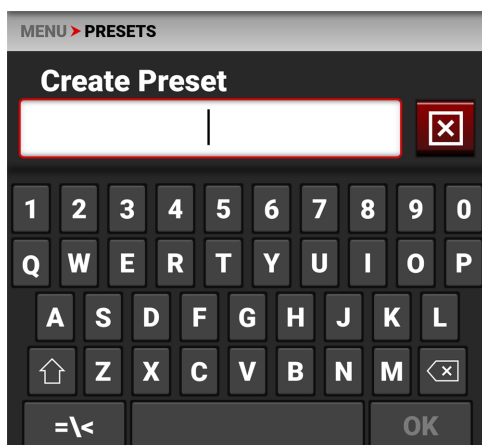 MENU ➤ PRESETS
Create Preset
1 2 3 4 5 6 7 8 9 0
Q W E R T Y U I O P
A S D F G H J K L
Z X C V B N M
=\< OK